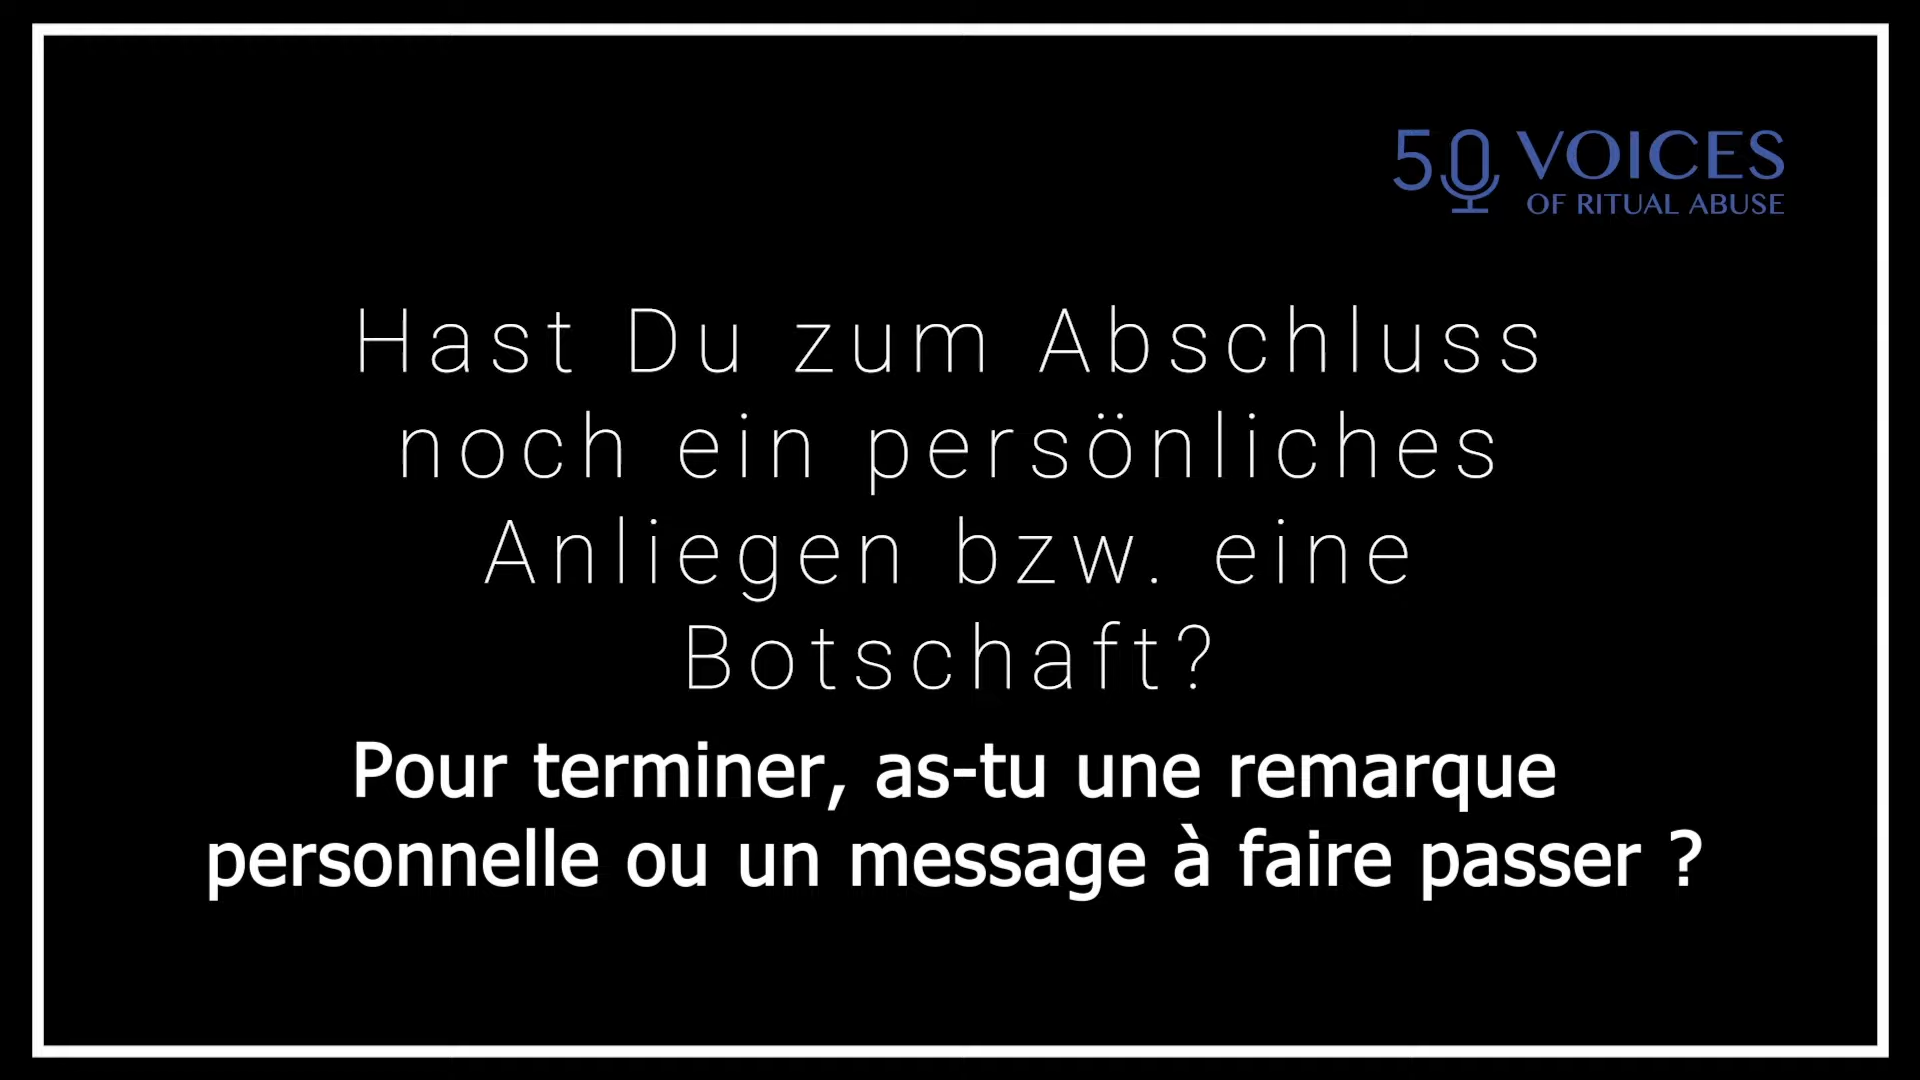 50 VOICES
OF RITUAL ABUSE
Hast Du zum Abschluss
noch ein persönliches
Anliegen bzw. eine
Botschaft?
Pour terminer, as-tu une remarque
personnelle ou un message à faire passer ?